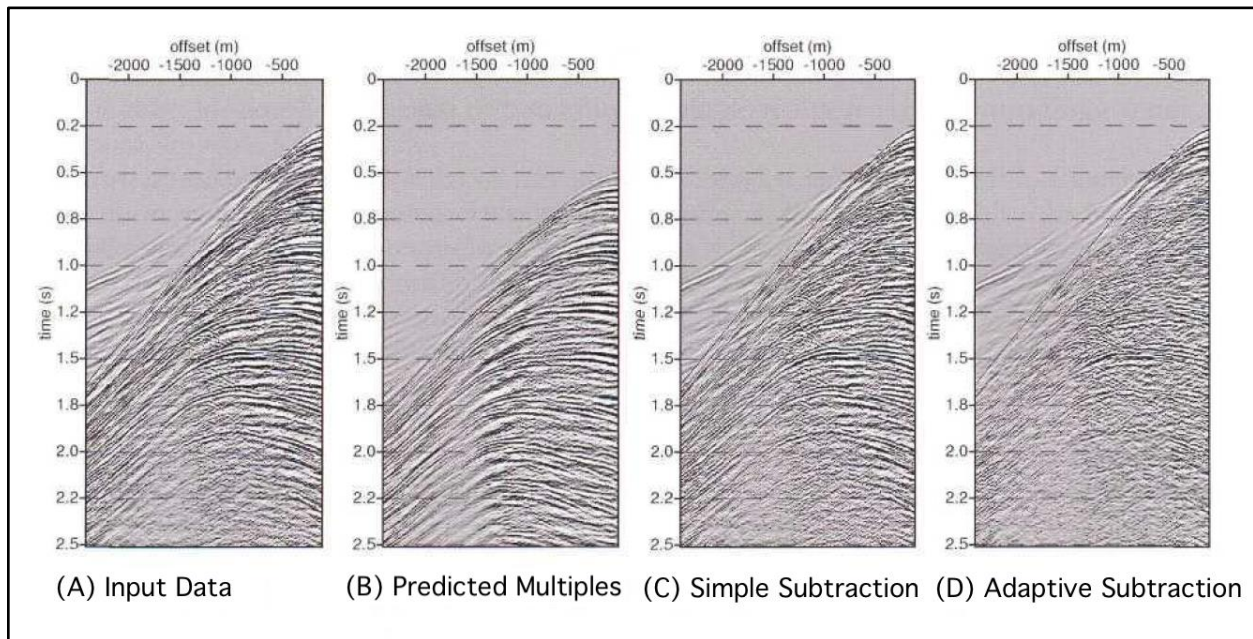 offset (m)
-2000 -1500 -1000 -500
0
0.2
0.5
0.8
1.0
1.2
1.5
1.8
2.0
2.2
2.5
time (s)
(A) Input Data
offset (m)
-2000 -1500 -1000 -500
0
0.2
0.5
0.8
1.0
1.2
1.5
1.8
2.0
2.2
2.5
time (s)
(B) Predicted Multiples
offset (m)
-2000 -1500 -1000 -500
0
0.2
0.5
0.8
1.0
1.2
1.5
1.8
2.0
2.2
2.5
time (s)
(C) Simple Subtraction
offset (m)
-2000 -1500 -1000 -500
0
0.2
0.5
0.8
1.0
1.2
1.5
1.8
2.0
2.2
2.5
time (s)
(D) Adaptive Subtraction